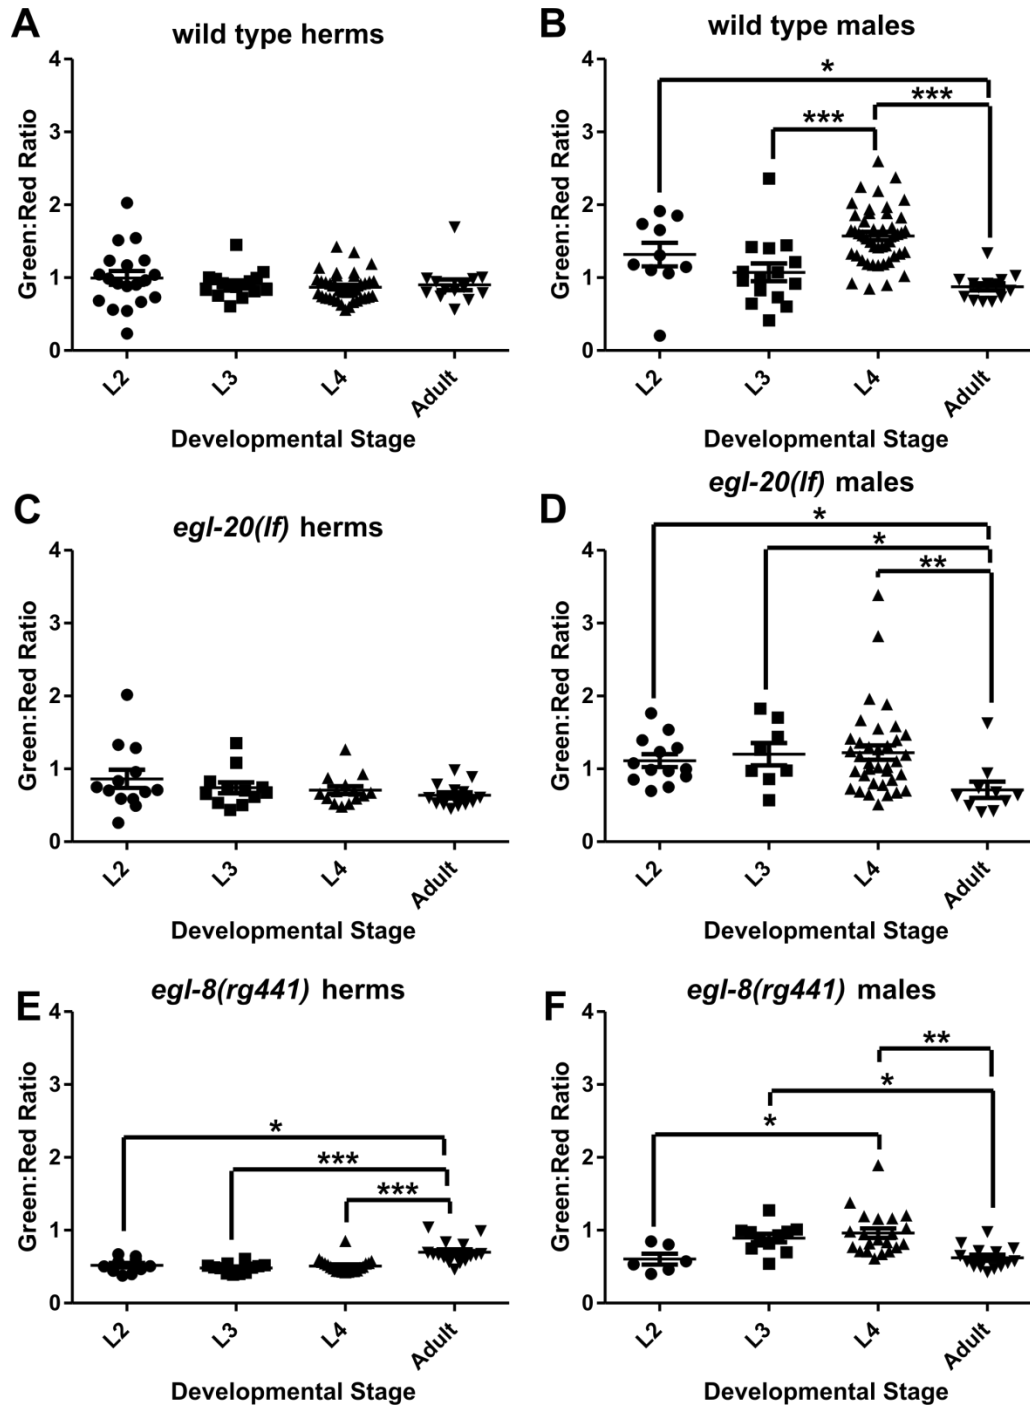 A
wild type herms
4
3
2
1
0
Green:Red Ratio
L2
L3
L4
Adult
Developmental Stage
B
wild type males
4
3
2
1
0
Green:Red Ratio
*
***
***
L2
L3
L4
Adult
Developmental Stage
C
egl-20(lf) herms
4
3
2
1
0
Green:Red Ratio
L2
L3
L4
Adult
Developmental Stage
D
egl-20(lf) males
4
3
2
1
0
Green:Red Ratio
*
*
**
L2
L3
L4
Adult
Developmental Stage
E
egl-8(rg441) herms
4
3
2
1
0
Green:Red Ratio
*
***
***
L2
L3
L4
Adult
Developmental Stage
F
egl-8(rg441) males
4
3
2
1
0
Green:Red Ratio
**
*
*
L2
L3
L4
Adult
Developmental Stage